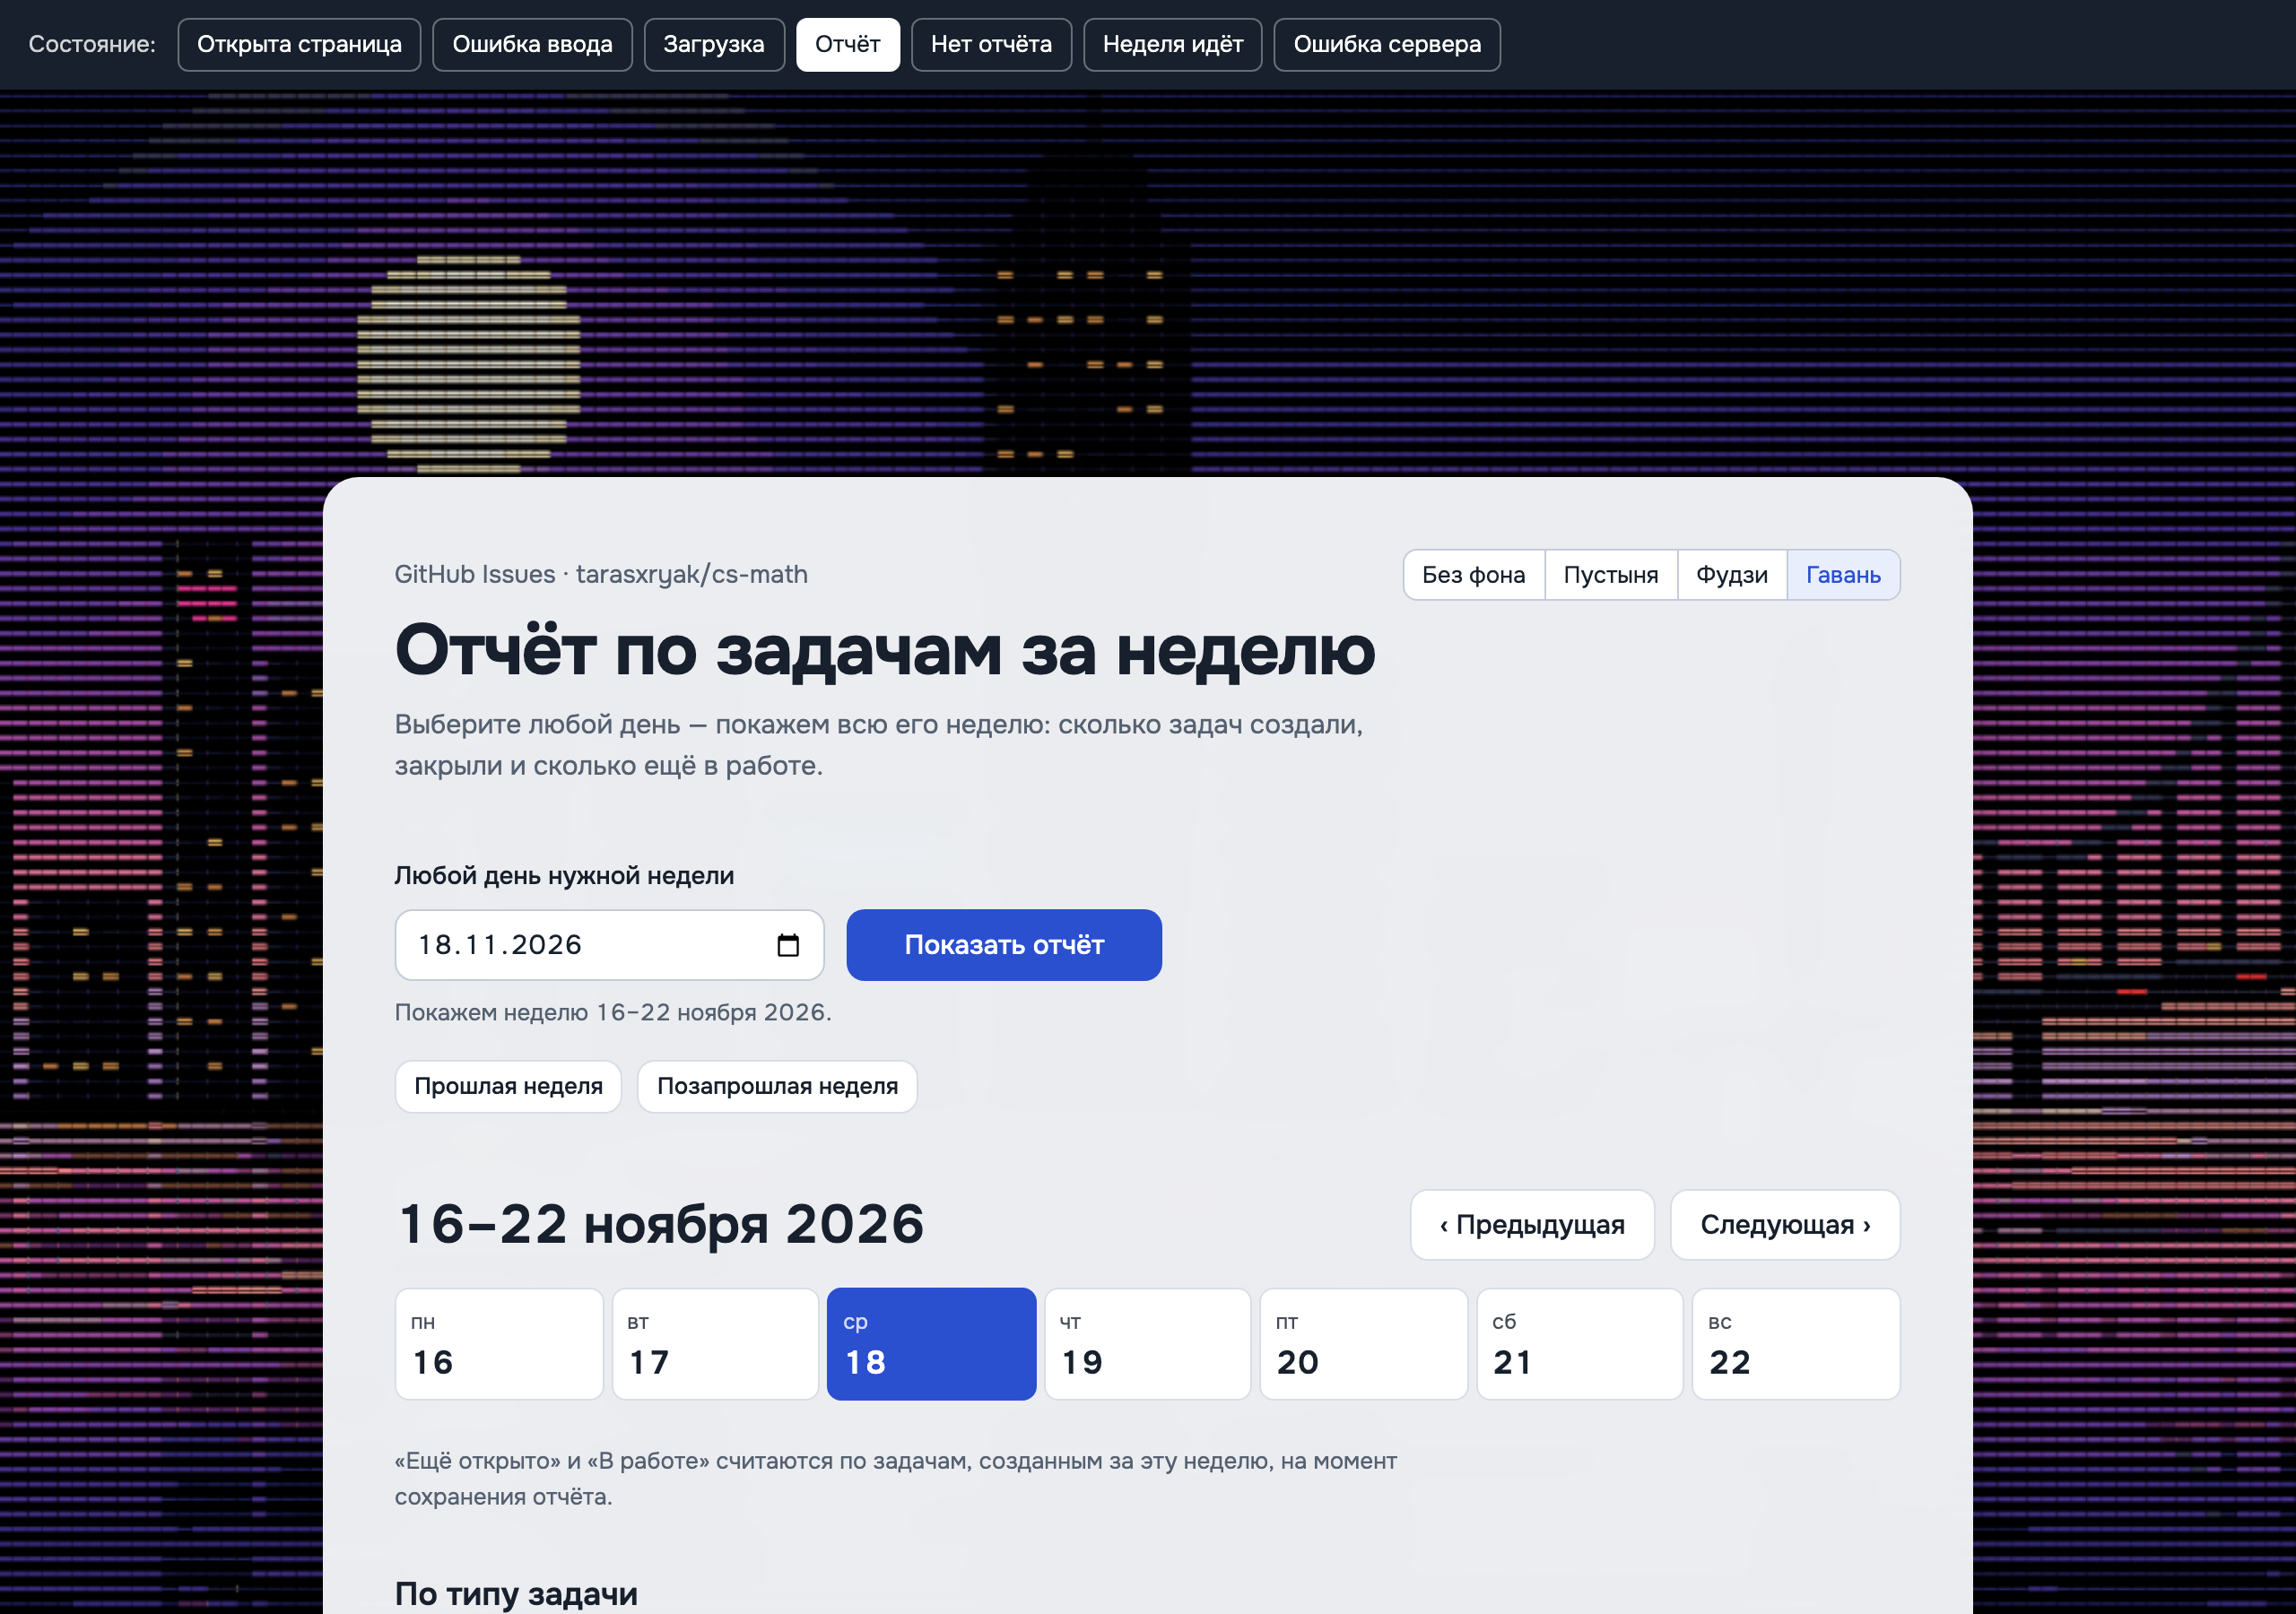 Состояние: Открыта страница Ошибка ввода Загрузка Отчёт Нет отчёта Неделя идёт Ошибка сервера
GitHub Issues · tarasxryak/cs-math
Без фона Пустыня Фудзи Гавань
Отчёт по задачам за неделю
Выберите любой день — покажем всю его неделю: сколько задач создали,
закрыли и сколько ещё в работе.
Любой день нужной недели
18.11.2026 Показать отчёт
Покажем неделю 16–22 ноября 2026.
Прошлая неделя Позапрошлая неделя
16–22 ноября 2026 ‹ Предыдущая Следующая ›
пн вт ср чт пт сб вс
16 17 18 19 20 21 22
«Ещё открыто» и «В работе» считаются по задачам, созданным за эту неделю, на момент
сохранения отчёта.
По типу задачи